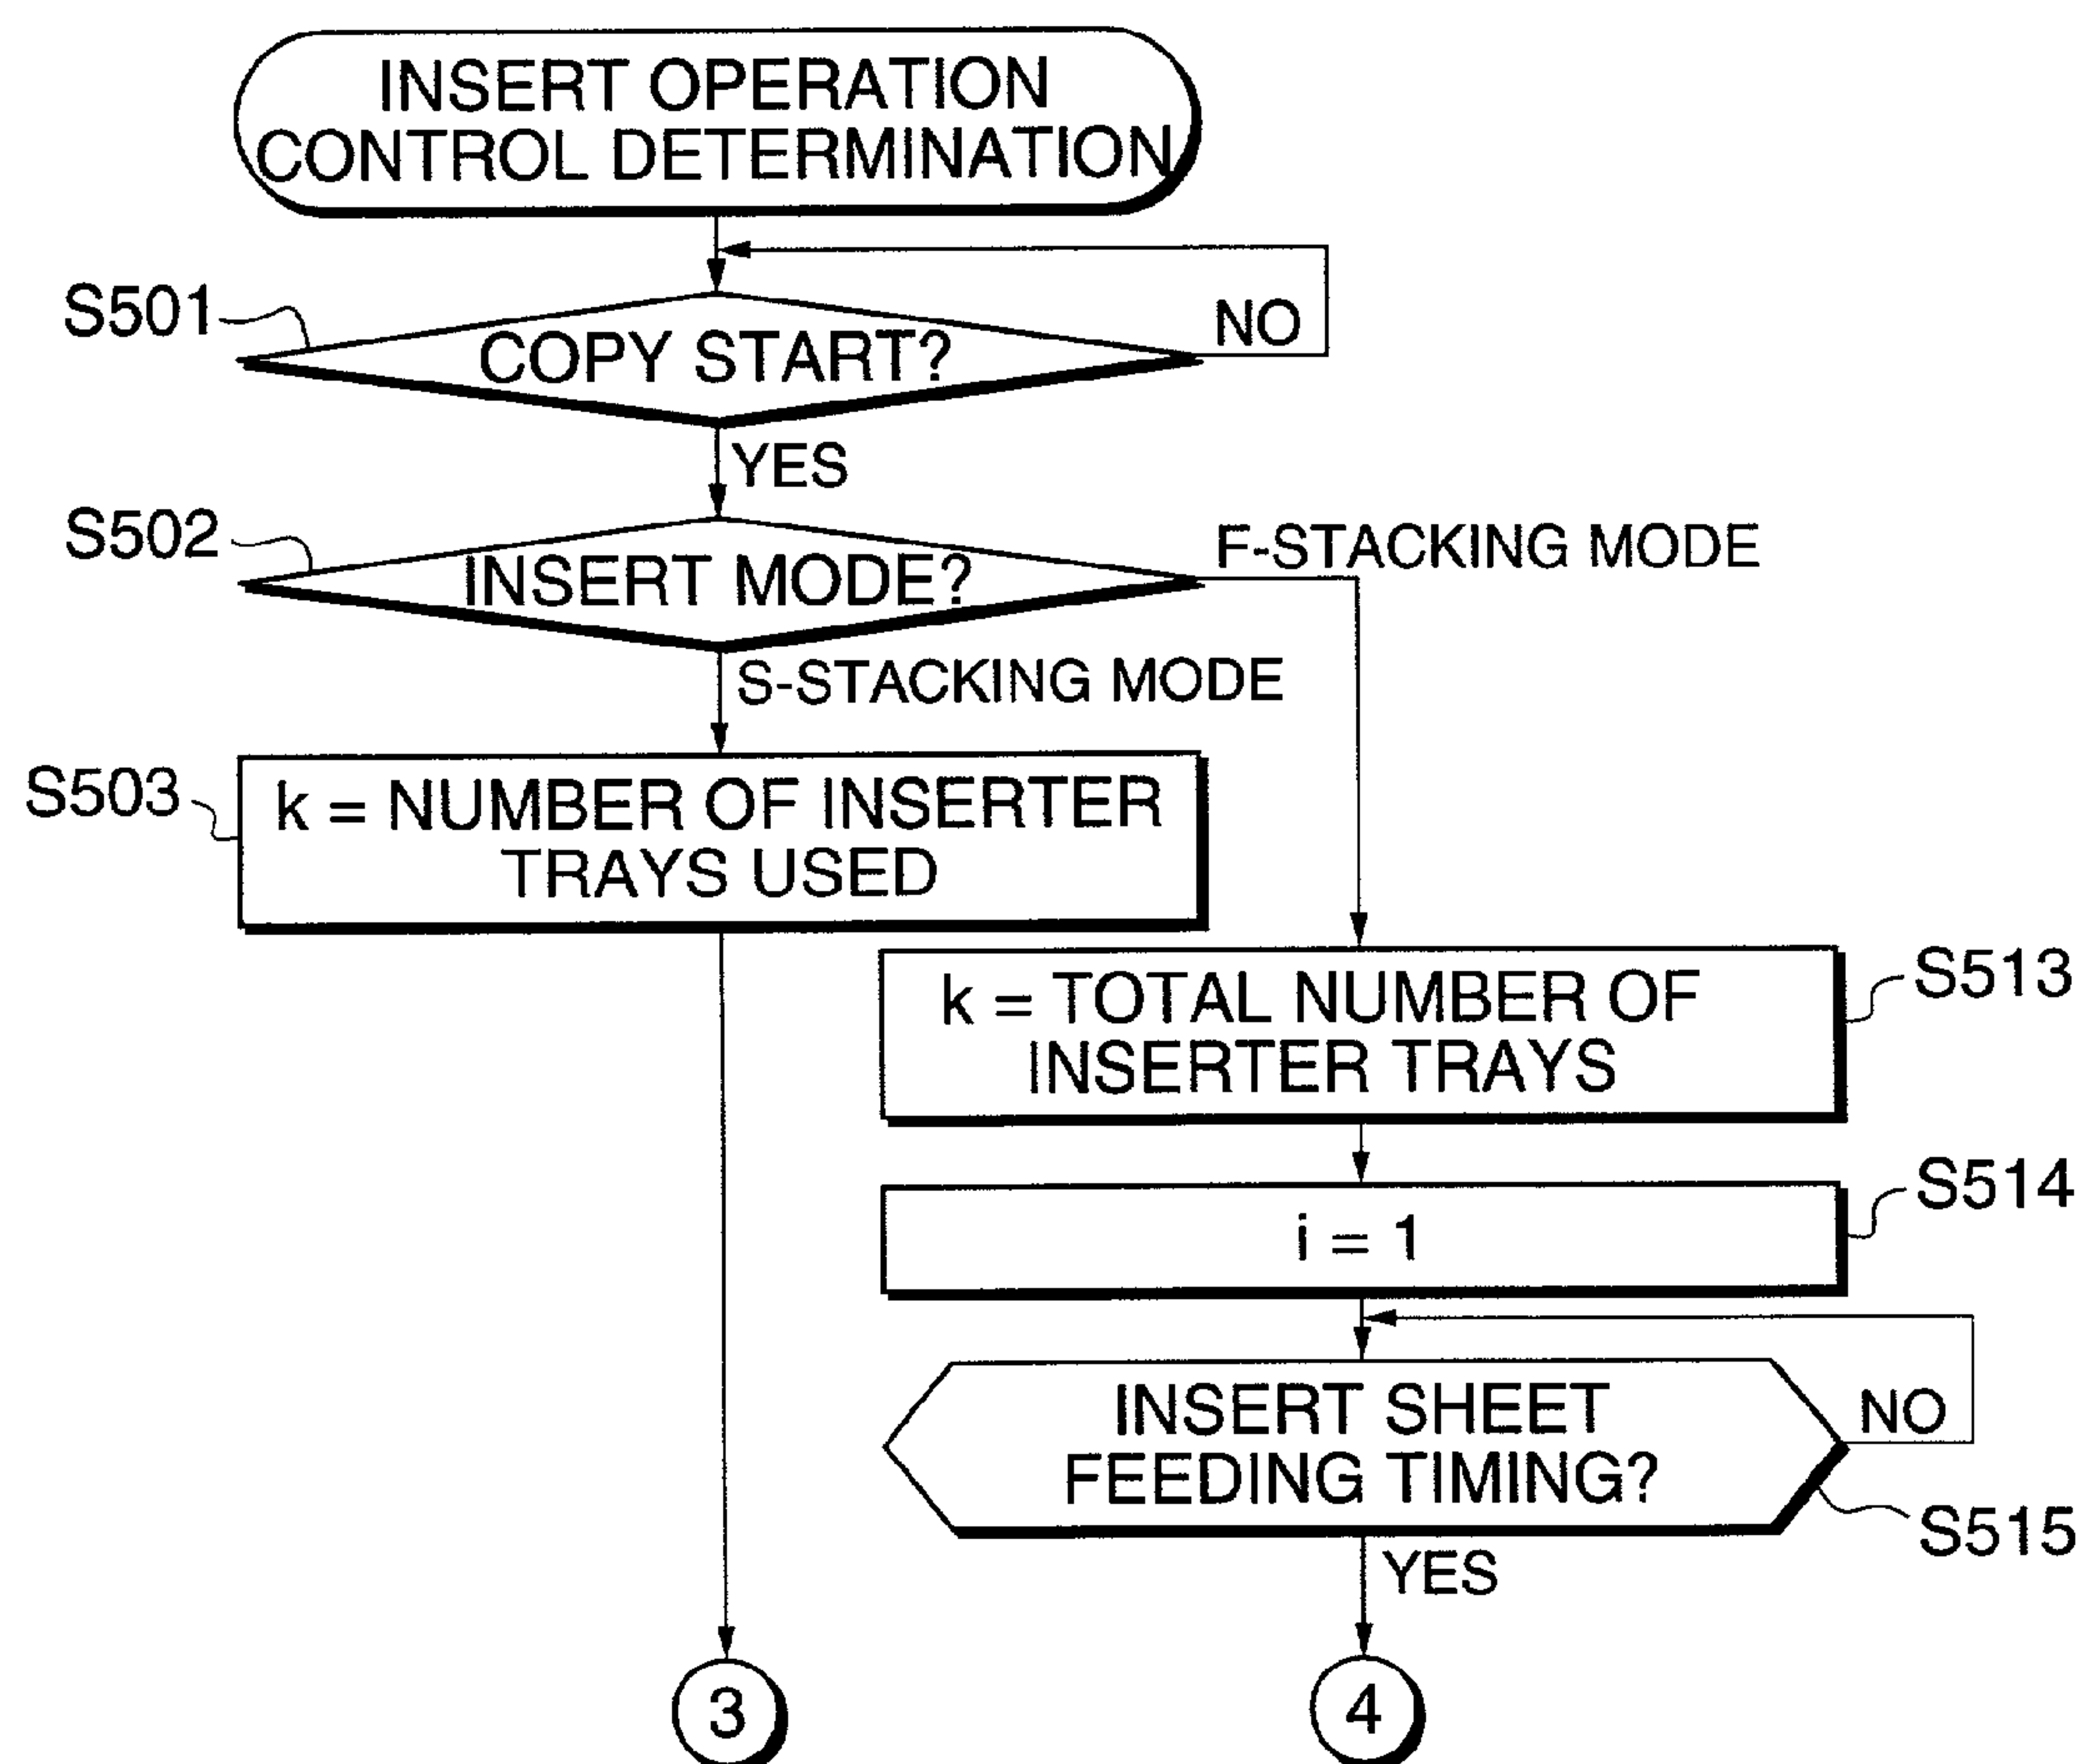 INSERT OPERATION
CONTROL DETERMINATION
S501
COPY START?
NO
YES
S502
INSERT MODE?
F-STACKING MODE
S-STACKING MODE
S503
k = NUMBER OF INSERTER
TRAYS USED
k = TOTAL NUMBER OF
INSERTER TRAYS
S513
i = 1
S514
INSERT SHEET
FEEDING TIMING?
NO
S515
YES
3
4